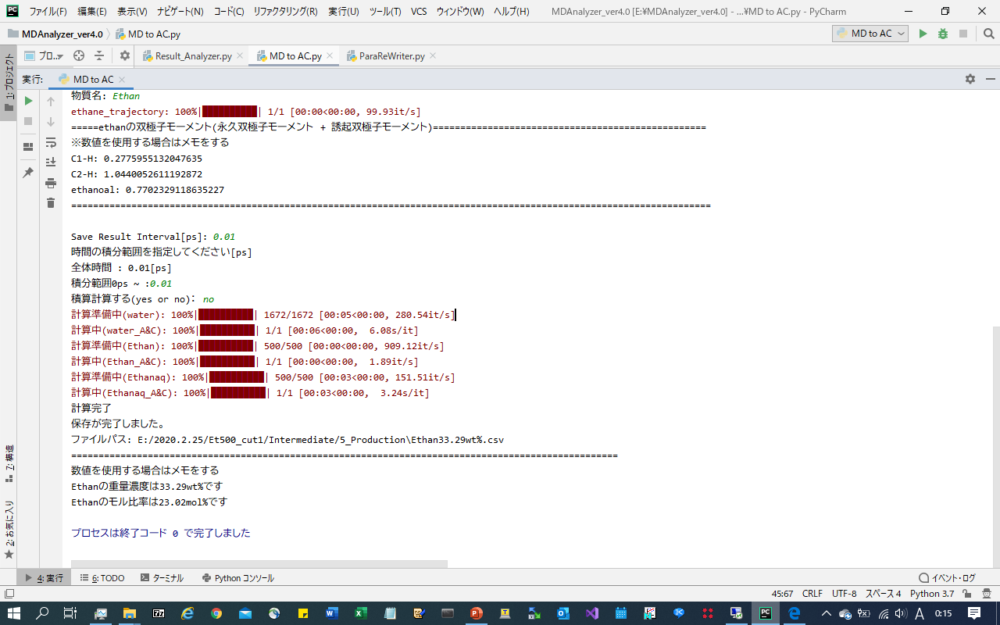 ファイル(F) 編集(E) 表示(V) ナビゲート(N) コード(C) リファクタリング(R) 実行(U) ツール(T) VCS ウィンドウ(W) ヘルプ(H) MDAnalyzer_ver4.0 [E:¥MDAnalyzer_ver4.0] - ...¥MD to AC.py - PyCharm
MDAnalyzer_ver4.0 MD to AC.py MD to AC
プロ.. Result_Analyzer.py MD to AC.py ParaReWriter.py
1: プロジェクト
実行: MD to AC
物質名: Ethan
ethane_trajectory: 100%|██████████| 1/1 [00:00<00:00, 99.93it/s]
=====ethanの双極子モーメント(永久双極子モーメント + 誘起双極子モーメント)==================================================
※数値を使用する場合はメモをする
C1-H: 0.2775955132047635
C2-H: 1.0440052611192872
ethanoal: 0.7702329118635227
=====================================================================================================================
Save Result Interval[ps]: 0.01
時間の積分範囲を指定してください[ps]
全体時間 : 0.01[ps]
積分範囲0ps ~ :0.01
積算計算する(yes or no): no
計算準備中(water): 100%|██████████| 1672/1672 [00:05<00:00, 280.54it/s]
計算中(water_A&C): 100%|██████████| 1/1 [00:06<00:00,  6.08s/it]
計算準備中(Ethan): 100%|██████████| 500/500 [00:00<00:00, 909.12it/s]
計算中(Ethan_A&C): 100%|██████████| 1/1 [00:00<00:00,  1.89it/s]
計算準備中(Ethanaq): 100%|██████████| 500/500 [00:03<00:00, 151.51it/s]
計算中(Ethanaq_A&C): 100%|██████████| 1/1 [00:03<00:00,  3.24s/it]
計算完了
保存が完了しました。
ファイルパス: E:/2020.2.25/Et500_cut1/Intermediate/5_Production\Ethan33.29wt%.csv
====================================================================================================
数値を使用する場合はメモをする
Ethanの重量濃度は33.29wt%です
Ethanのモル比率は23.02mol%です
プロセスは終了コード 0 で完了しました
7: 構造
2: お気に入り
4: 実行 6: TODO ターミナル Python コンソール イベント・ログ
45:67 CRLF UTF-8 スペース 4 Python 3.7
A 0:15